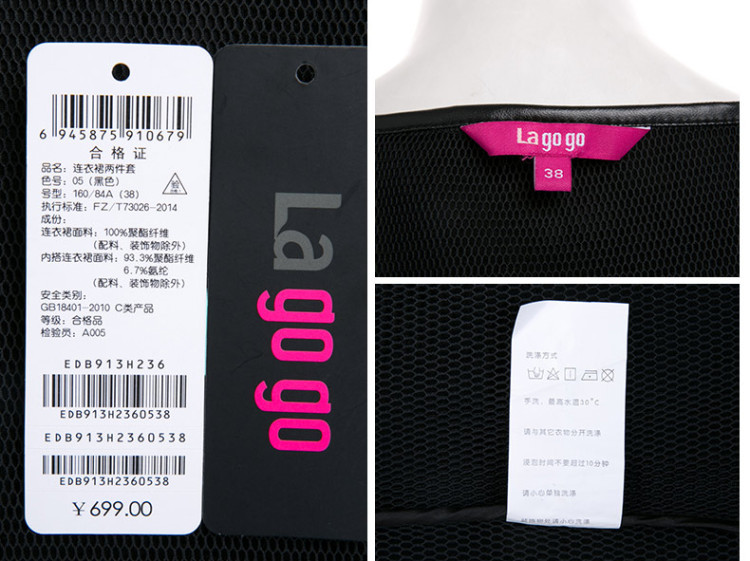 6 945875 910679
合格证
品名：连衣裙两件套
色号：05（黑色）
号型：160/84A（38）
执行标准：FZ/T73026-2014
成份：
连衣裙面料：100%聚酯纤维
（配料、装饰物除外）
内搭连衣裙面料：93.3%聚酯纤维
6.7%氨纶
（配料、装饰物除外）
安全类别：
GB18401-2010 C类产品
等级：合格品
检验员：A005
EDB913H236
EDB913H2360538
EDB913H2360538
EDB913H2360538
¥699.00
La go go
La go go
38
洗涤方式
手洗，最高水温30°C
请与其它衣物分开洗涤
浸泡时间不要超过10分钟
请小心单独洗涤